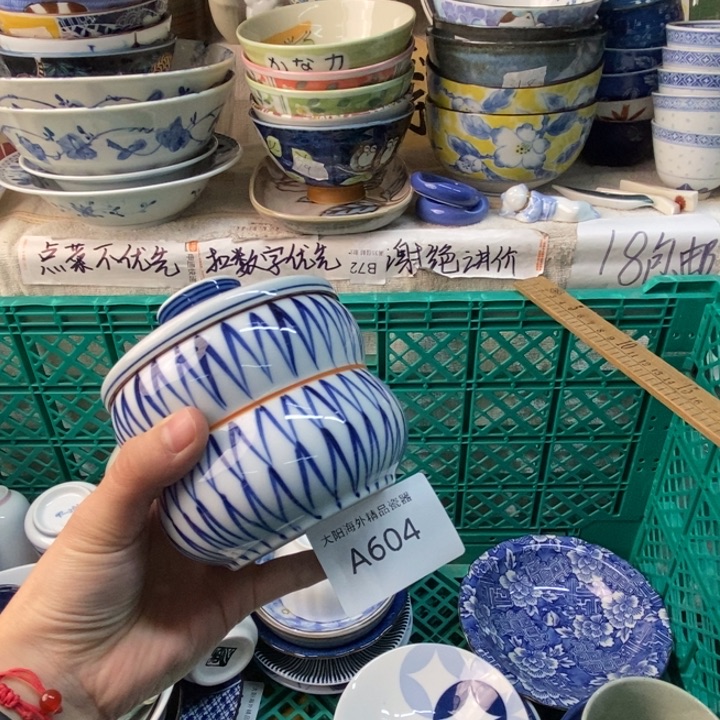 かな力
点菜不优先
扣数字优先
B72
谢绝讲价
18包邮
大阳海外精品瓷器
A604